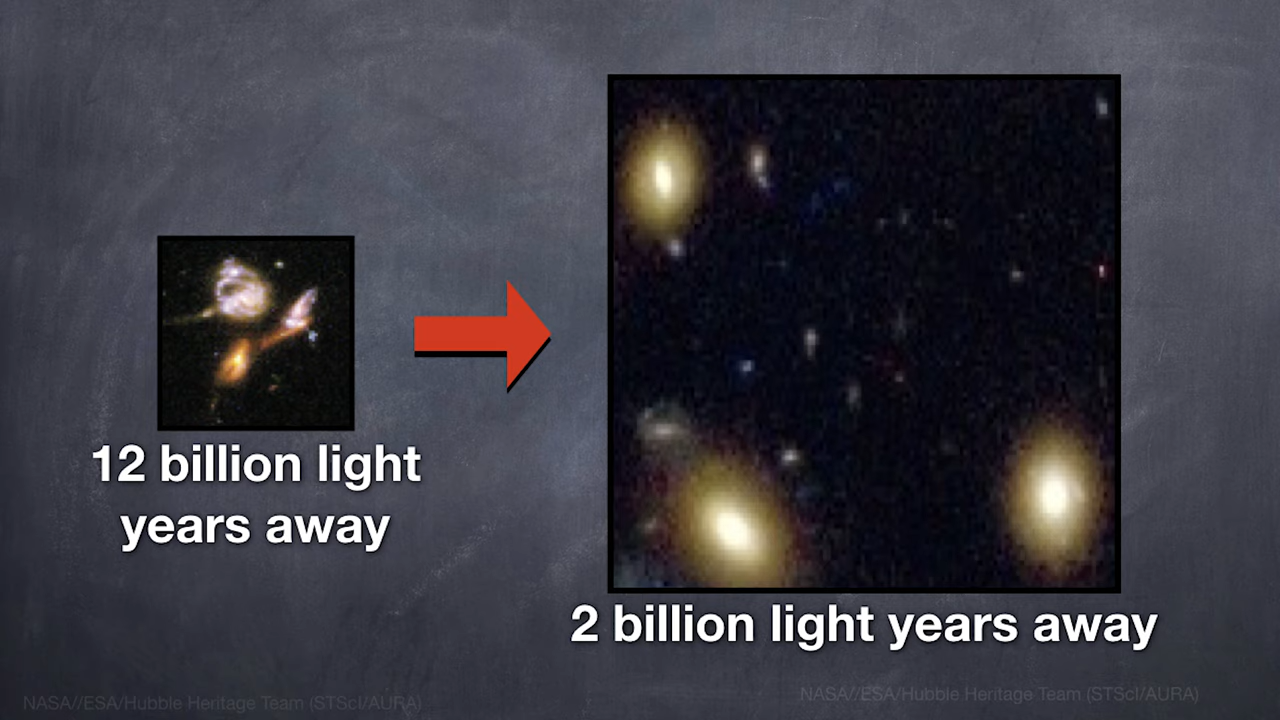 12 billion light
years away
2 billion light years away
NASA//ESA/Hubble Heritage Team (STScI/AURA)
NASA//ESA/Hubble Heritage Team (STScI/AURA)